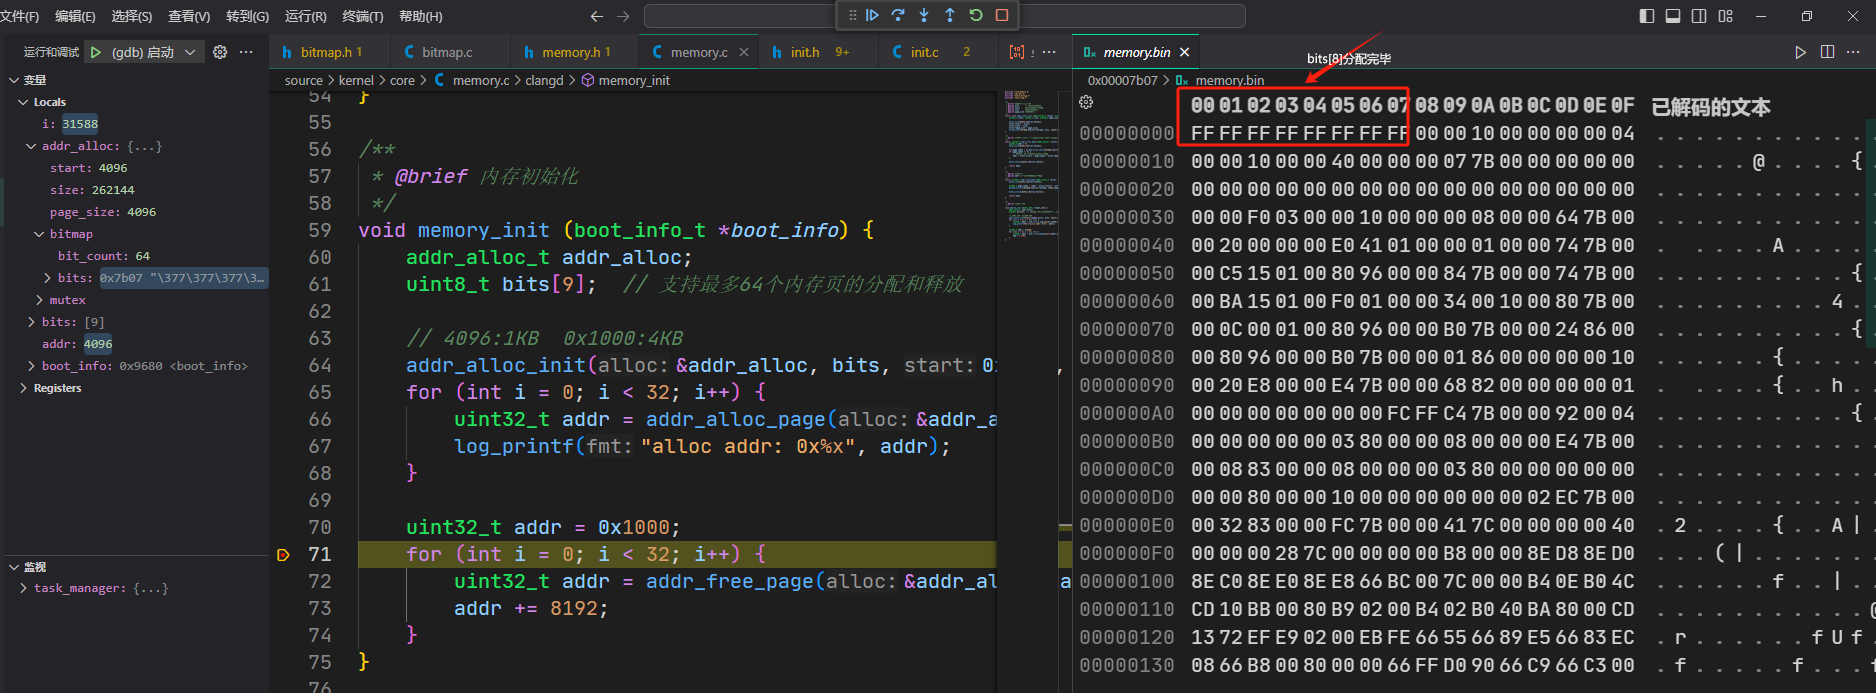 文件(F) 编辑(E) 选择(S) 查看(V) 转到(G) 运行(R) 终端(T) 帮助(H)
运行和调试 (gdb) 启动
bitmap.h 1 bitmap.c memory.h 1 memory.c init.h 9+ init.c 2 memory.bin
变量
Locals
i: 31588
addr_alloc: {...}
start: 4096
size: 262144
page_size: 4096
bitmap
bit_count: 64
bits: 0x7b07 "\377\377\377\3...
mutex
bits: [9]
addr: 4096
boot_info: 0x9680 <boot_info>
Registers
监视
task_manager: {...}
source > kernel > core > memory.c > clangd > memory_init
54 }
55
56 /**
57 * @brief 内存初始化
58 */
59 void memory_init (boot_info_t *boot_info) {
60 addr_alloc_t addr_alloc;
61 uint8_t bits[9]; // 支持最多64个内存页的分配和释放
62
63 // 4096:1KB 0x1000:4KB
64 addr_alloc_init(alloc: &addr_alloc, bits, start: 0
65 for (int i = 0; i < 32; i++) {
66 uint32_t addr = addr_alloc_page(alloc: &addr_a
67 log_printf(fmt: "alloc addr: 0x%x", addr);
68 }
69
70 uint32_t addr = 0x1000;
71 for (int i = 0; i < 32; i++) {
72 uint32_t addr = addr_free_page(alloc: &addr_al
73 addr += 8192;
74 }
75 }
76
bits[8]分配完毕
0x00007b07 > memory.bin
00 01 02 03 04 05 06 07 08 09 0A 0B 0C 0D 0E 0F 已解码的文本
00000000 FF FF FF FF FF FF FF FF 00 00 10 00 00 00 00 04 . . . . . . . . . . . . . . . .
00000010 00 00 10 00 00 40 00 00 00 07 7B 00 00 00 00 00 . . . . . @ . . . . {
00000020 00 00 00 00 00 00 00 00 00 00 00 00 00 00 00 00 . . . . . . . . . . .
00000030 00 00 F0 03 00 00 10 00 00 00 08 00 00 64 7B 00 . . . . . . . . . . .
00000040 00 20 00 00 00 E0 41 01 00 00 01 00 00 74 7B 00 . . . . . A . . . .
00000050 00 C5 15 01 00 80 96 00 00 84 7B 00 00 74 7B 00 . . . . . . . . . . {
00000060 00 BA 15 01 00 F0 01 00 00 34 00 10 00 80 7B 00 . . . . . . . . . 4 .
00000070 00 0C 00 01 00 80 96 00 00 B0 7B 00 00 24 86 00 . . . . . . . . . . {
00000080 00 80 96 00 00 B0 7B 00 00 01 86 00 00 00 00 10 . . . . . . { . . . .
00000090 00 20 E8 00 00 E4 7B 00 00 68 82 00 00 00 00 01 . . . . . { . . h .
000000A0 00 00 00 00 00 00 00 FC FF C4 7B 00 00 92 00 04 . . . . . . . . . . {
000000B0 00 00 00 00 00 03 80 00 00 08 00 00 00 E4 7B 00 . . . . . . . . . . .
000000C0 00 08 83 00 00 08 00 00 00 03 80 00 00 00 00 00 . . . . . . . . . . .
000000D0 00 00 80 00 00 10 00 00 00 00 00 00 02 EC 7B 00 . . . . . . . . . . .
000000E0 00 32 83 00 00 FC 7B 00 00 41 7C 00 00 00 00 40 . 2 . . . . { . . A |
000000F0 00 00 00 28 7C 00 00 00 00 B8 00 00 8E D8 8E D0 . . . ( | . . . . . .
00000100 8E C0 8E E0 8E E8 66 BC 00 7C 00 00 B4 0E B0 4C . . . . . . f . . |
00000110 CD 10 BB 00 80 B9 02 00 B4 02 B0 40 BA 80 00 CD . . . . . . . . . . . @
00000120 13 72 EF E9 02 00 EB FE 66 55 66 89 E5 66 83 EC . r . . . . . . f U f
00000130 08 66 B8 00 80 00 00 66 FF D0 90 66 C9 66 C3 00 . f . . . . . f . . .